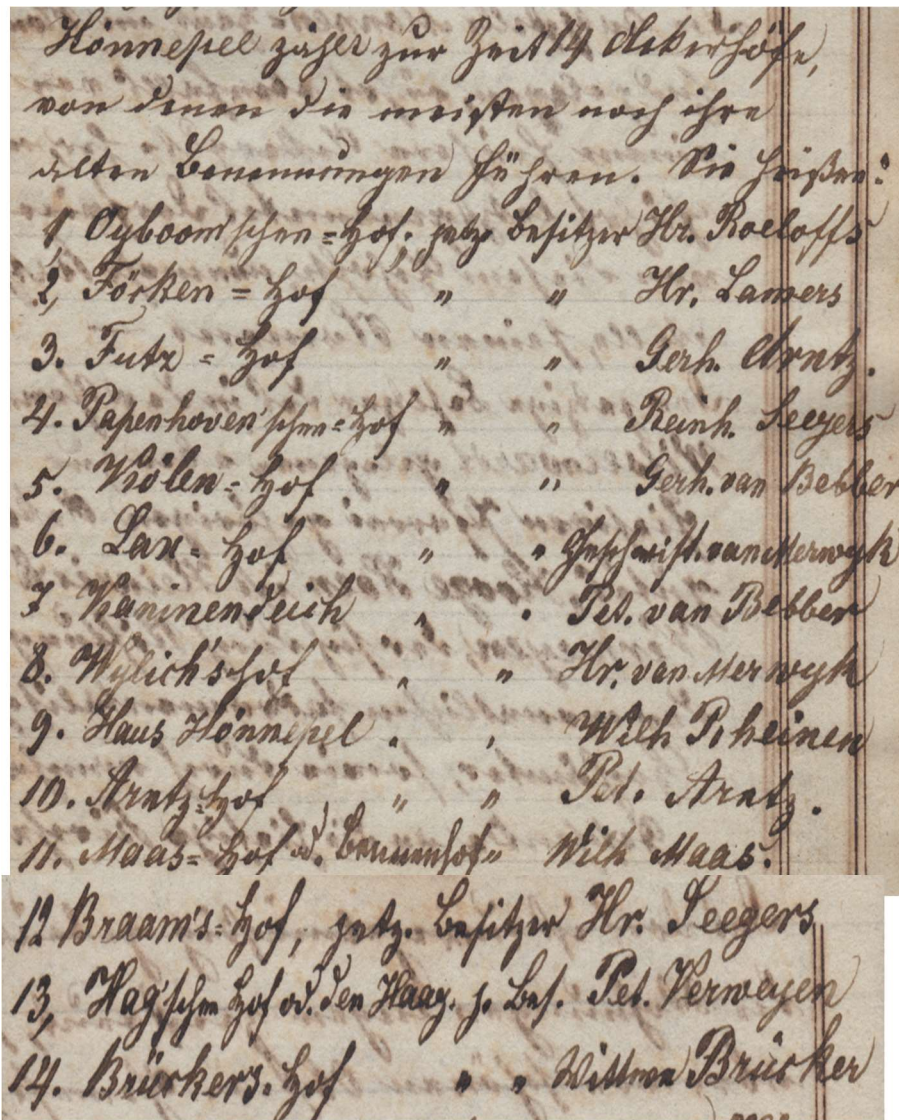 Hönnepel zählt zur Zeit 14 Ackerhöfe,
von denen die meisten noch ihre
alten Benennungen führen. Sie heißen:
1, Oyboom'schen=Hof; jetz. Besitzer Hr. Roeloffs
2, Förken = Hof " " Hr. Lamers
3. Futz = Hof " " Gerh. Arntz.
4. Papenhoven'schen=Hof " " Reinh. Seegers
5. Kölen=Hof " " Gerh. van Bebber
6. Lax=Hof " " Geschwist. van Merwyk
7 Kaninendeich " " Pet. van Bebber
8. Wylich'shof " " Hr. van Merwyk
9. Haus Hönnepel " " Wilh Rheinen
10. Arntz=Hof " " Pet. Arntz.
11. Maas=Hof od. " Wilh Maas.
12 Braam's=Hof, jetz. Besitzer Hr. Seegers
13, Hag'schen Hof od. den Haag. j. Bes. Pet. Verweyen
14. Brückers=Hof " " Wittwe Brücker